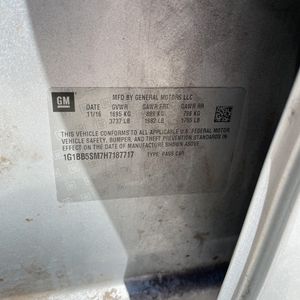 GM
MFD BY GENERAL MOTORS LLC
DATE GVWR GAWR FRT GAWR RR
11/16 1695 KG 899 KG 796 KG
3737 LB 1982 LB 1755 LB
THIS VEHICLE CONFORMS TO ALL APPLICABLE U.S. FEDERAL MOTOR
VEHICLE SAFETY, BUMPER, AND THEFT PREVENTION STANDARDS IN
EFFECT ON THE DATE OF MANUFACTURE SHOWN ABOVE.
1G1BB5SM7H7187717 TYPE: PASS CAR